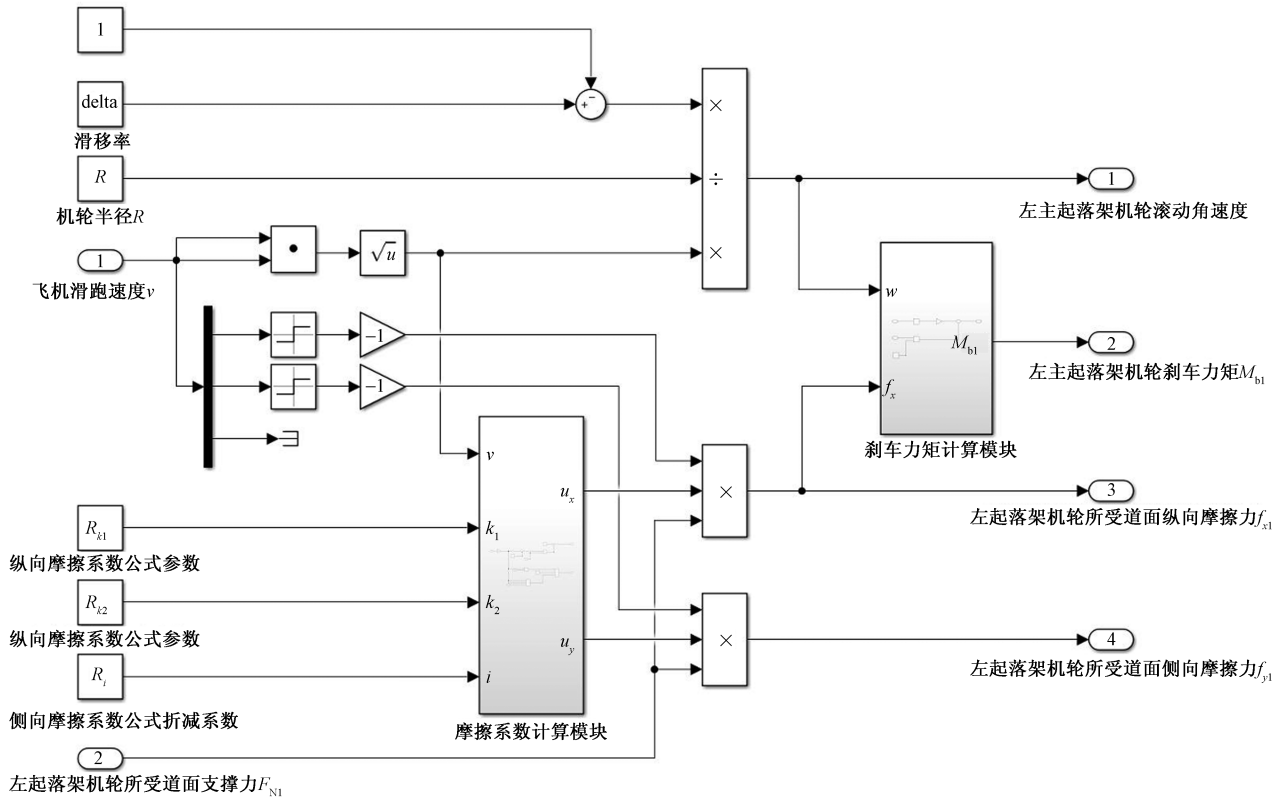 1
−
+
delta
滑移率
R
机轮半径R
1
飞机滑跑速度v
•
√u
×
÷
×
1
左主起落架机轮滚动角速度
−1
−1
w
f_x
M_b1
刹车力矩计算模块
2
左主起落架机轮刹车力矩M_b1
R_k1
纵向摩擦系数公式参数
R_k2
纵向摩擦系数公式参数
R_i
侧向摩擦系数公式折减系数
v
k_1
k_2
i
u_x
u_y
摩擦系数计算模块
×
×
3
左起落架机轮所受道面纵向摩擦力f_x1
4
左起落架机轮所受道面侧向摩擦力f_y1
2
左起落架机轮所受道面支撑力F_N1